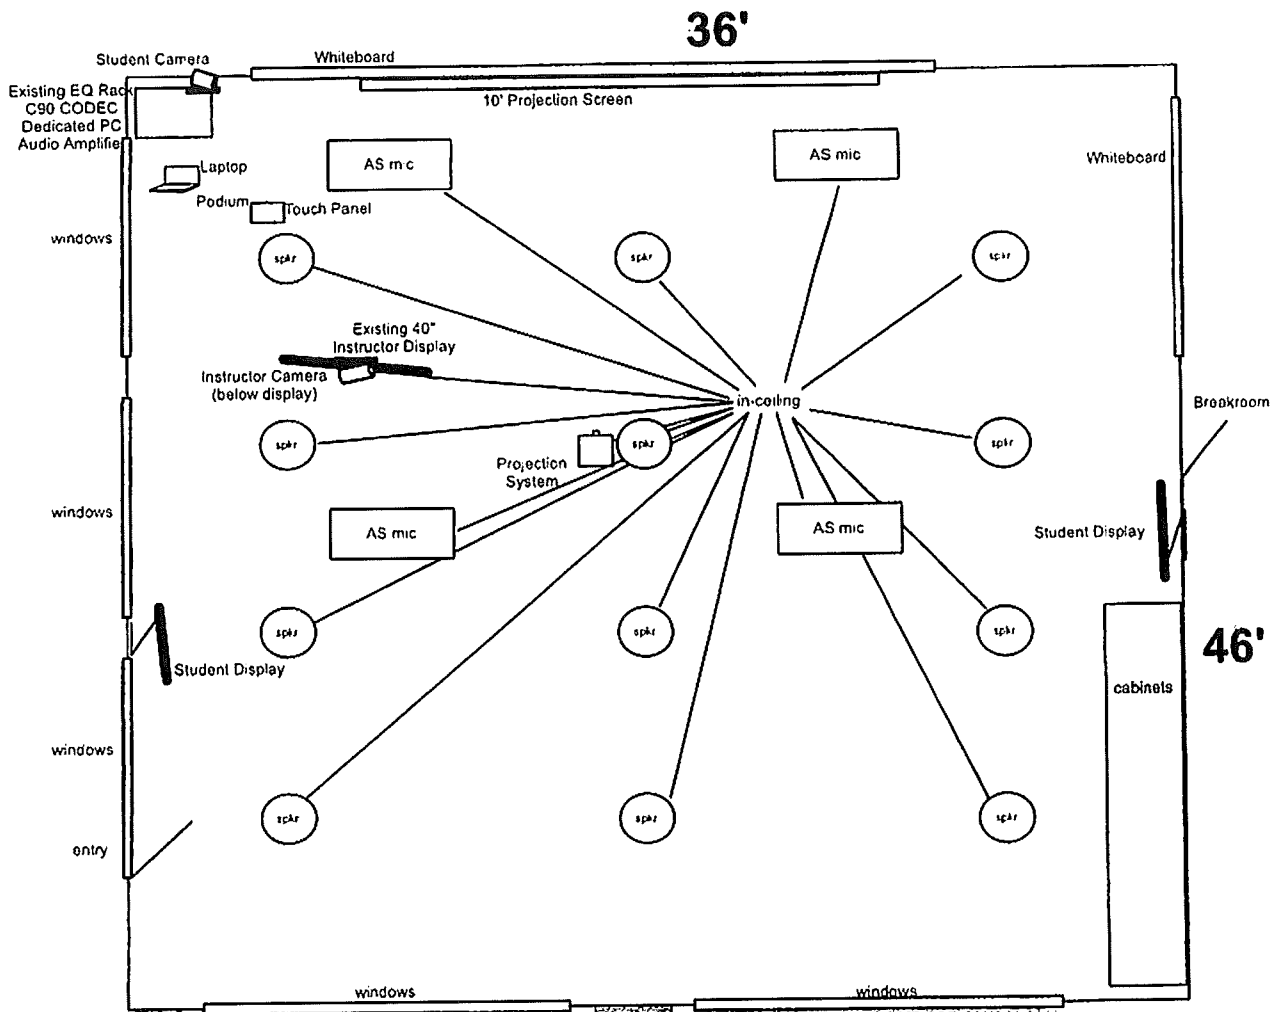 36'
Student Camera
Whiteboard
Existing EQ Rack
C90 CODEC
Dedicated PC
Audio Amplifie
10' Projection Screen
AS mic
AS mic
Whiteboard
Laptop
Podium
Touch Panel
windows
spkr
spkr
spkr
Existing 40"
Instructor Display
Instructor Camera
(below display)
in-ceiling
Breakroom
spkr
spkr
spkr
Projection
System
windows
AS mic
AS mic
Student Display
spkr
spkr
spkr
46'
Student Display
cabinets
windows
spkr
spkr
spkr
entry
windows
windows